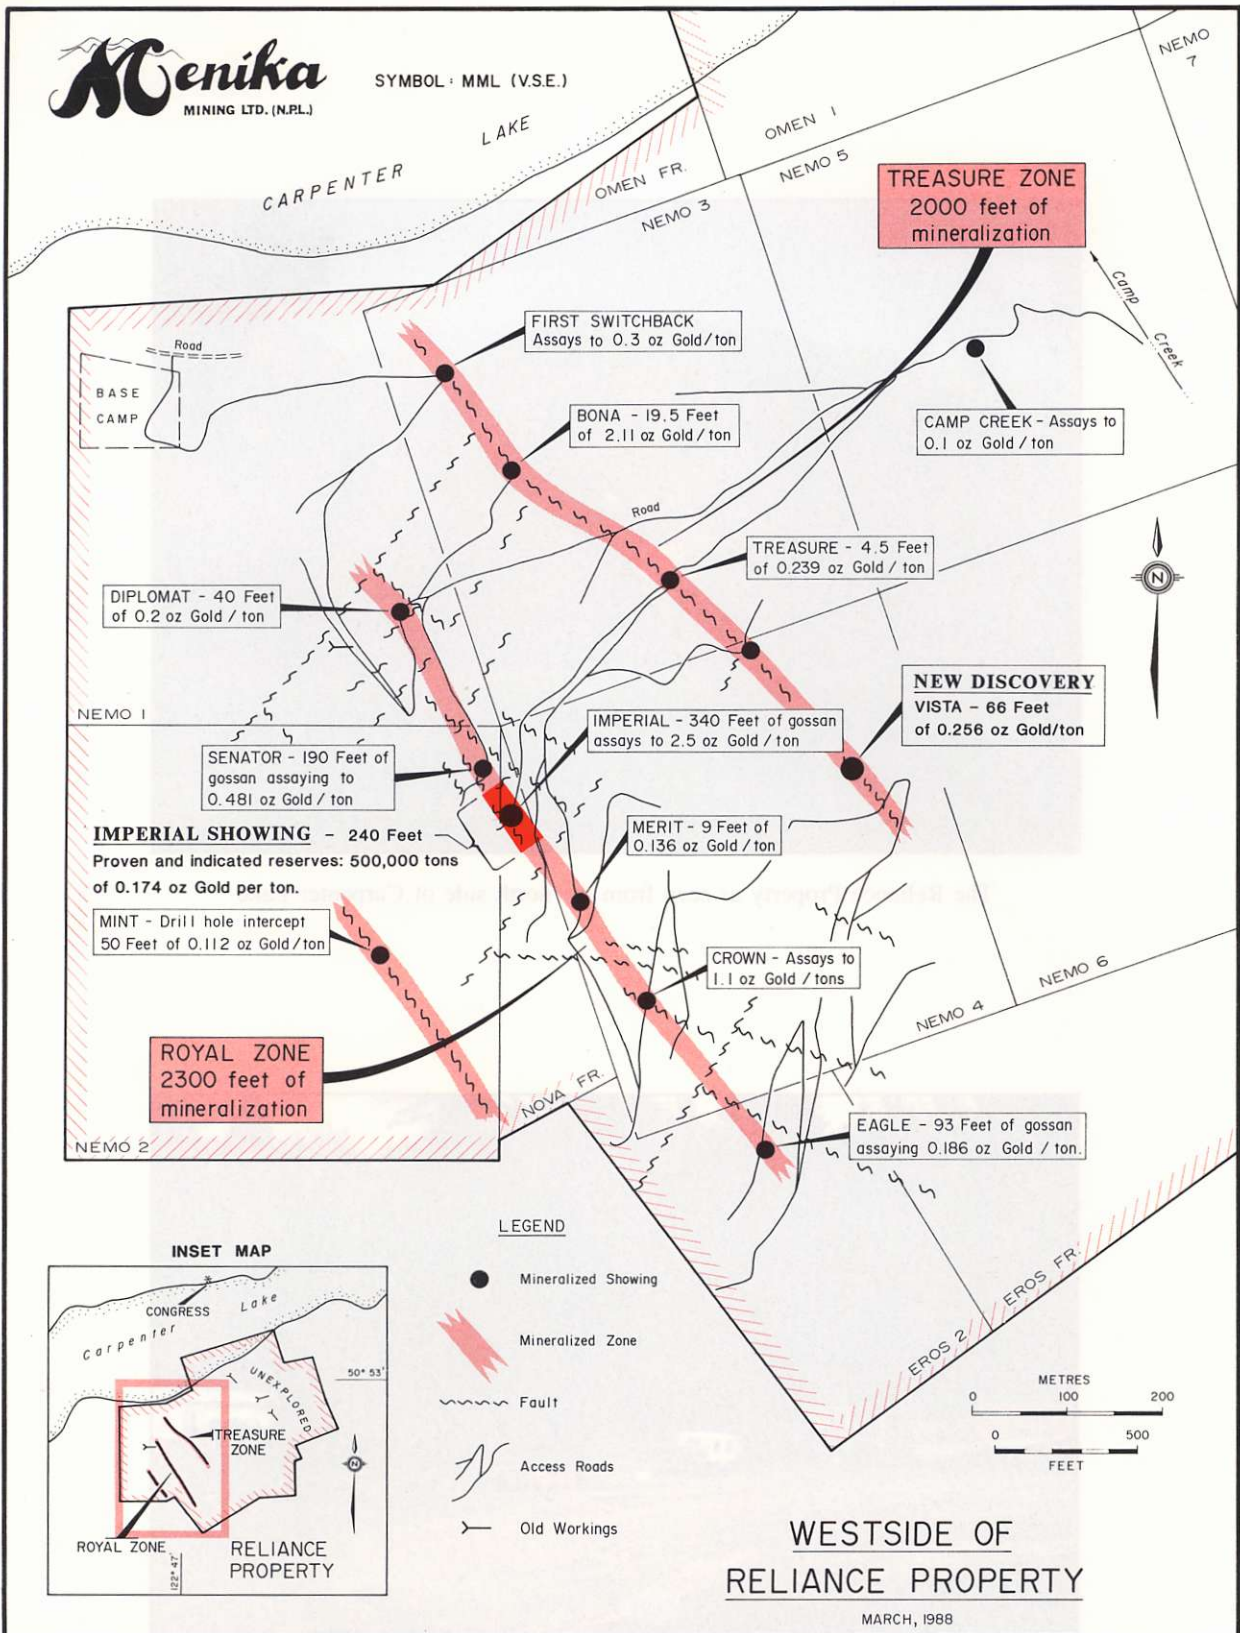 Menika
MINING LTD. (N.P.L.)
SYMBOL : MML (V.S.E.)
CARPENTER LAKE
OMEN FR.
OMEN 1
NEMO 7
NEMO 3
NEMO 5
TREASURE ZONE
2000 feet of
mineralization
Camp Creek
FIRST SWITCHBACK
Assays to 0.3 oz Gold/ton
Road
BASE
CAMP
BONA - 19.5 Feet
of 2.11 oz Gold/ton
CAMP CREEK - Assays to
0.1 oz Gold/ton
Road
TREASURE - 4.5 Feet
of 0.239 oz Gold / ton
N
DIPLOMAT - 40 Feet
of 0.2 oz Gold / ton
NEW DISCOVERY
VISTA - 66 Feet
of 0.256 oz Gold/ton
NEMO 1
IMPERIAL - 340 Feet of gossan
assays to 2.5 oz Gold / ton
SENATOR - 190 Feet of
gossan assaying to
0.481 oz Gold / ton
IMPERIAL SHOWING - 240 Feet
Proven and indicated reserves: 500,000 tons
of 0.174 oz Gold per ton.
MERIT - 9 Feet of
0.136 oz Gold / ton
MINT - Drill hole intercept
50 Feet of 0.112 oz Gold/ton
CROWN - Assays to
1.1 oz Gold / tons
NEMO 4
NEMO 6
ROYAL ZONE
2300 feet of
mineralization
NOVA FR.
NEMO 2
EAGLE - 93 Feet of gossan
assaying 0.186 oz Gold / ton.
EROS 2
EROS FR.
LEGEND
Mineralized Showing
Mineralized Zone
Fault
Access Roads
Old Workings
INSET MAP
CONGRESS
Carpenter Lake
UNEXPLORED
50° 53'
TREASURE
ZONE
N
ROYAL ZONE
122° 47'
RELIANCE
PROPERTY
METRES
0 100 200
0 500
FEET
WESTSIDE OF
RELIANCE PROPERTY
MARCH, 1988